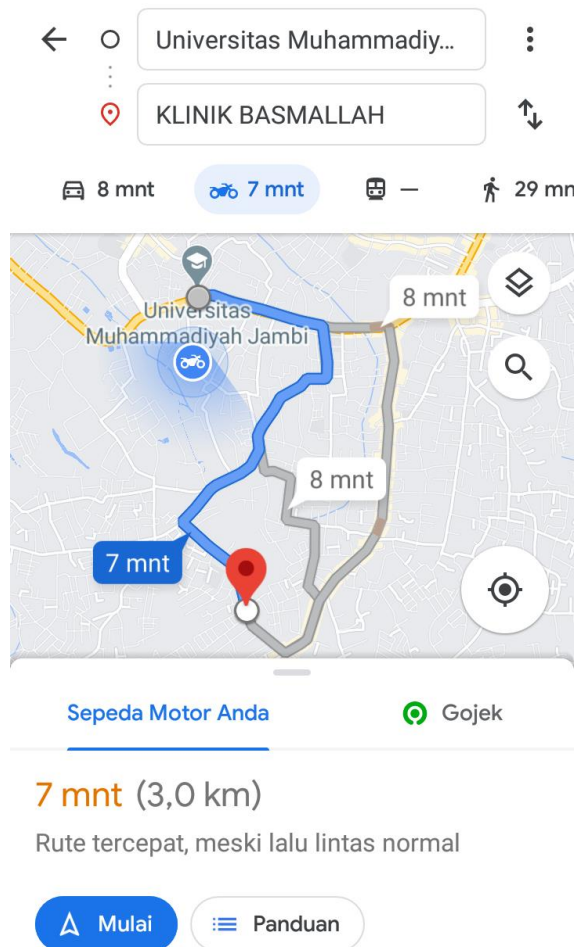 Universitas Muhammadiy...
KLINIK BASMALLAH
8 mnt
7 mnt
—
29 mn
8 mnt
Universitas
Muhammadiyah Jambi
8 mnt
7 mnt
Sepeda Motor Anda
Gojek
7 mnt (3,0 km)
Rute tercepat, meski lalu lintas normal
Mulai
Panduan